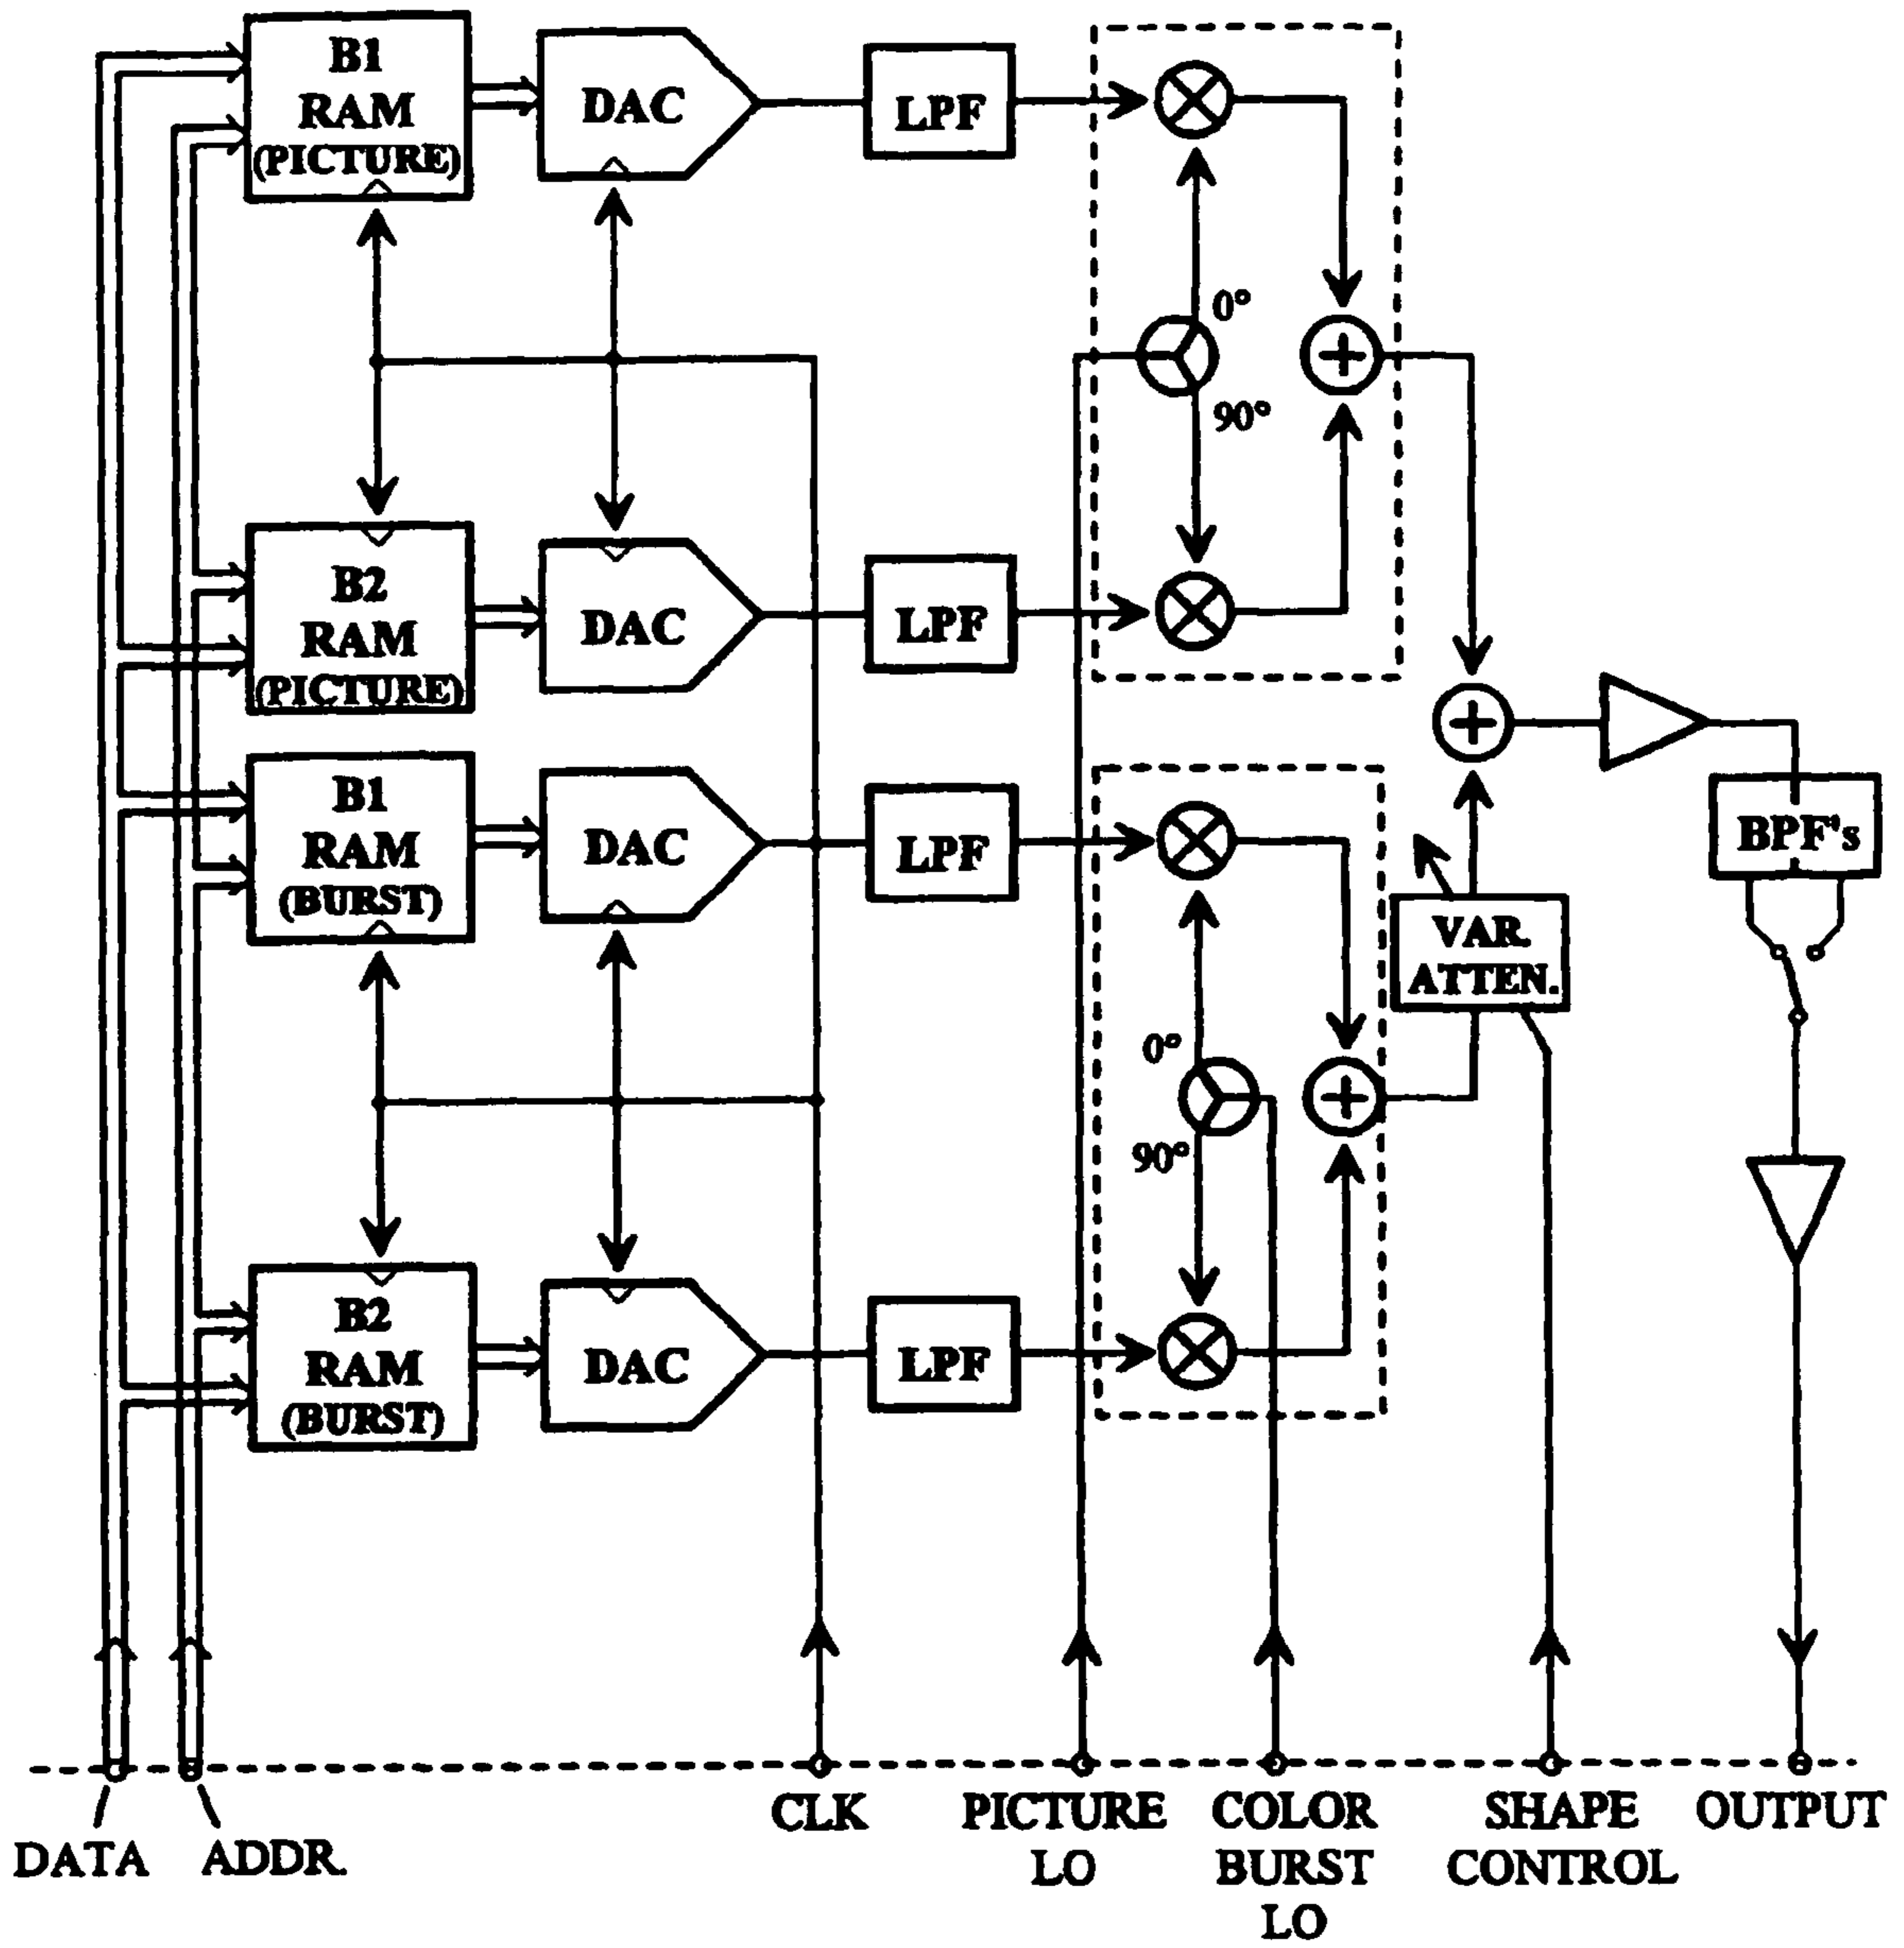 B1
RAM
(PICTURE)
DAC
LPF
0°
90°
B2
RAM
(PICTURE)
DAC
LPF
B1
RAM
(BURST)
DAC
LPF
BPF's
VAR.
ATTEN.
0°
90°
B2
RAM
(BURST)
DAC
LPF
DATA
ADDR.
CLK
PICTURE
LO
COLOR
BURST
LO
SHAPE
CONTROL
OUTPUT